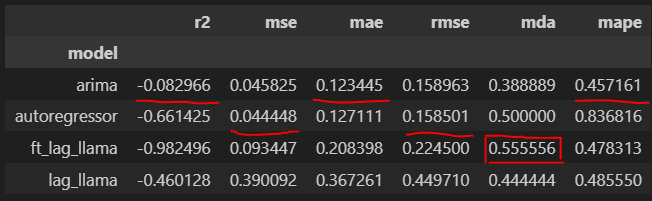 r2 mse mae rmse mda mape
model
arima -0.082966 0.045825 0.123445 0.158963 0.388889 0.457161
autoregressor -0.661425 0.044448 0.127111 0.158501 0.500000 0.836816
ft_lag_llama -0.982496 0.093447 0.208398 0.224500 0.555556 0.478313
lag_llama -0.460128 0.390092 0.367261 0.449710 0.444444 0.485550